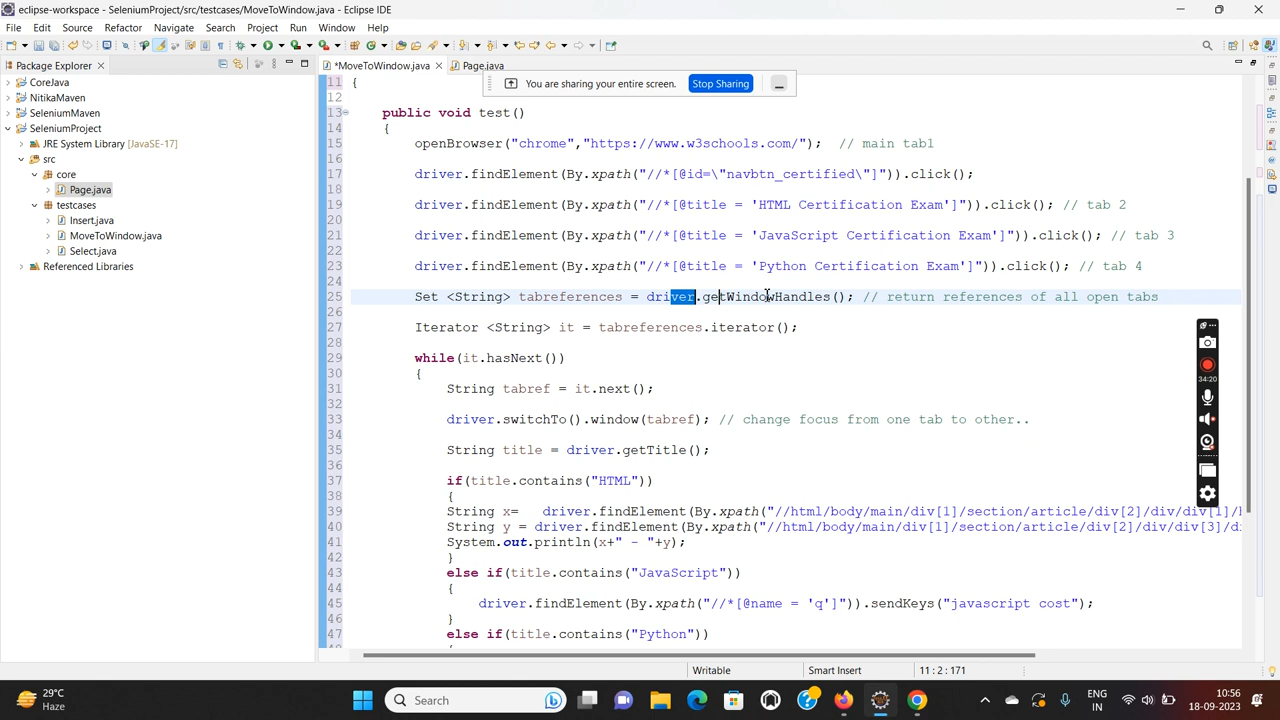 eclipse-workspace - SeleniumProject/src/testcases/MoveToWindow.java - Eclipse IDE
File Edit Source Refactor Navigate Search Project Run Window Help
Package Explorer
*MoveToWindow.java
Page.java
You are sharing your entire screen.
Stop Sharing
CoreJava
NitikaMaven
SeleniumMaven
SeleniumProject
JRE System Library [JavaSE-17]
src
core
Page.java
testcases
Insert.java
MoveToWindow.java
Select.java
Referenced Libraries
11 {
12
13 public void test()
14 {
15 openBrowser("chrome","https://www.w3schools.com/"); // main tab1
16
17 driver.findElement(By.xpath("//*[@id=\"navbtn_certified\"]")).click();
18
19 driver.findElement(By.xpath("//*[@title = 'HTML Certification Exam']")).click(); // tab 2
20
21 driver.findElement(By.xpath("//*[@title = 'JavaScript Certification Exam']")).click(); // tab 3
22
23 driver.findElement(By.xpath("//*[@title = 'Python Certification Exam']")).click(); // tab 4
24
25 Set <String> tabreferences = driver.getWindowHandles(); // return references of all open tabs
26
27 Iterator <String> it = tabreferences.iterator();
28
29 while(it.hasNext())
30 {
31 String tabref = it.next();
32
33 driver.switchTo().window(tabref); // change focus from one tab to other..
34
35 String title = driver.getTitle();
36
37 if(title.contains("HTML"))
38 {
39 String x= driver.findElement(By.xpath("//html/body/main/div[1]/section/article/div[2]/div/div[1]/h
40 String y = driver.findElement(By.xpath("//html/body/main/div[1]/section/article/div[2]/div/div[3]/di
41 System.out.println(x+" - "+y);
42 }
43 else if(title.contains("JavaScript"))
44 {
45 driver.findElement(By.xpath("//*[@name = 'q']")).sendKeys("javascript cost");
46 }
47 else if(title.contains("Python"))
34:20
Writable
Smart Insert
11 : 2 : 171
29°C
Haze
Search
ENG
IN
10:56
18-09-2023